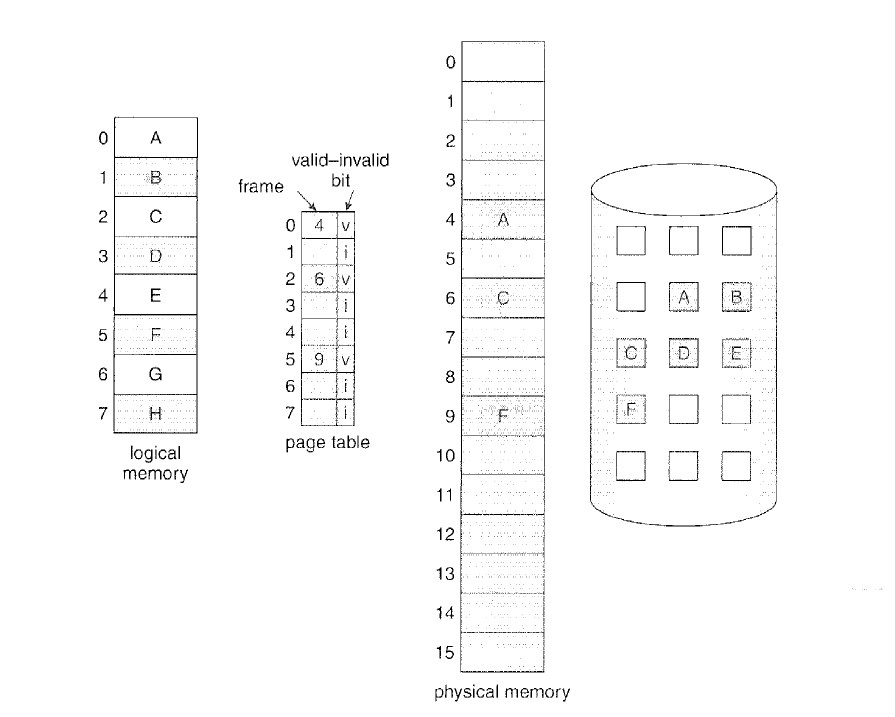 0 A
1 B
2 C
3 D
4 E
5 F
6 G
7 H
logical
memory
valid–invalid
bit
frame
0 4 v
1 i
2 6 v
3 i
4 i
5 9 v
6 i
7 i
page table
0
1
2
3
4 A
5
6 C
7
8
9 F
10
11
12
13
14
15
physical memory
A B
C D E
F